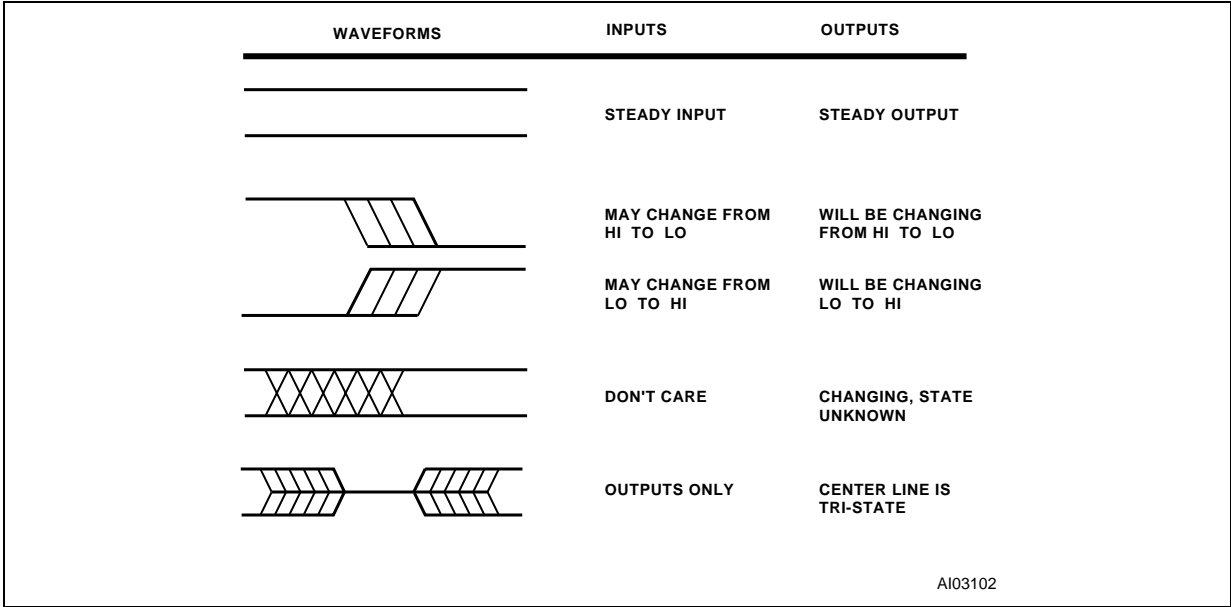 WAVEFORMS INPUTS OUTPUTS
STEADY INPUT STEADY OUTPUT
MAY CHANGE FROM WILL BE CHANGING
HI TO LO FROM HI TO LO
MAY CHANGE FROM WILL BE CHANGING
LO TO HI LO TO HI
DON'T CARE CHANGING, STATE
UNKNOWN
OUTPUTS ONLY CENTER LINE IS
TRI-STATE
AI03102